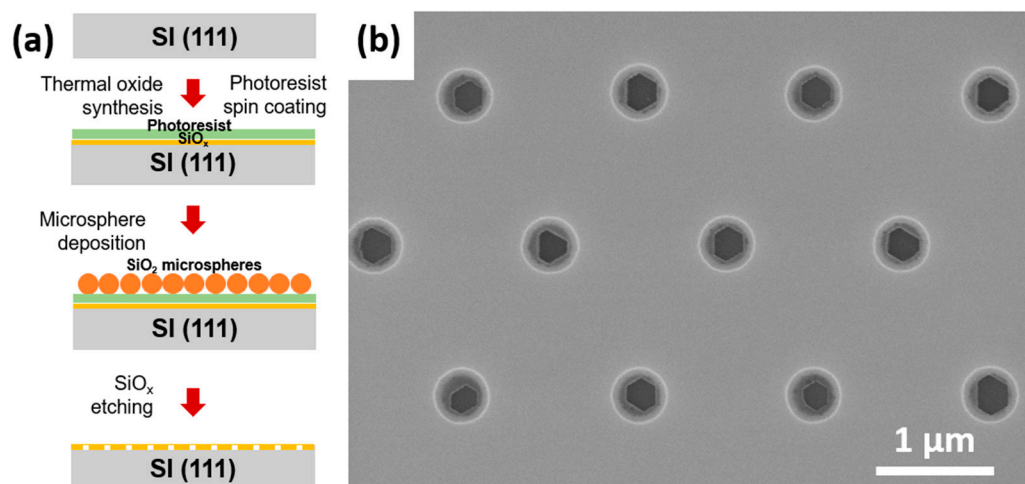 (a)
SI (111)
Thermal oxide
synthesis
Photoresist
spin coating
Photoresist
SiOₓ
SI (111)
Microsphere
deposition
SiO₂ microspheres
SI (111)
SiOₓ
etching
SI (111)
(b)
1 µm